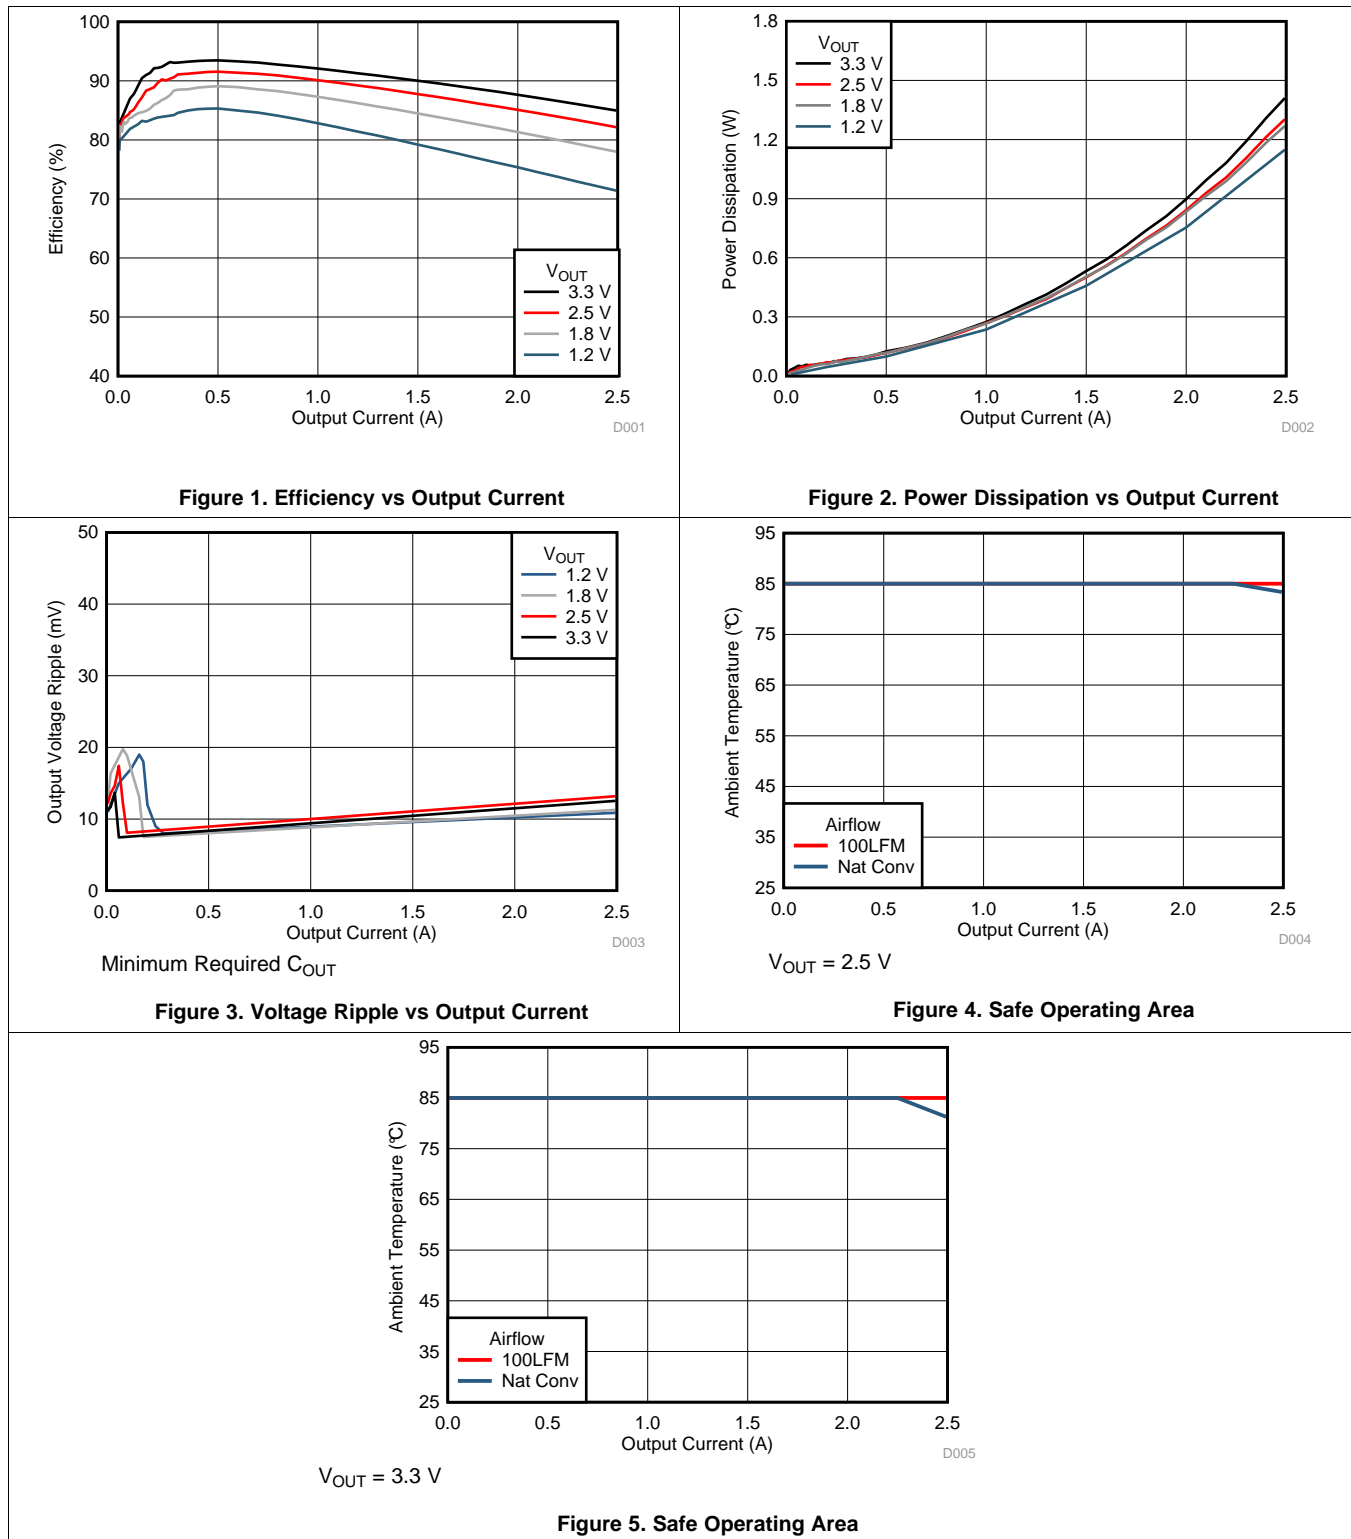 100
90
80
70
60
50
40
Efficiency (%)
V_OUT
3.3 V
2.5 V
1.8 V
1.2 V
0.0 0.5 1.0 1.5 2.0 2.5
Output Current (A)
D001
Figure 1. Efficiency vs Output Current
1.8
1.5
1.2
0.9
0.6
0.3
0.0
Power Dissipation (W)
V_OUT
3.3 V
2.5 V
1.8 V
1.2 V
0.0 0.5 1.0 1.5 2.0 2.5
Output Current (A)
D002
Figure 2. Power Dissipation vs Output Current
50
40
30
20
10
0
Output Voltage Ripple (mV)
V_OUT
1.2 V
1.8 V
2.5 V
3.3 V
0.0 0.5 1.0 1.5 2.0 2.5
Output Current (A)
D003
Minimum Required C_OUT
Figure 3. Voltage Ripple vs Output Current
95
85
75
65
55
45
35
25
Ambient Temperature (°C)
Airflow
100LFM
Nat Conv
0.0 0.5 1.0 1.5 2.0 2.5
Output Current (A)
D004
V_OUT = 2.5 V
Figure 4. Safe Operating Area
95
85
75
65
55
45
35
25
Ambient Temperature (°C)
Airflow
100LFM
Nat Conv
0.0 0.5 1.0 1.5 2.0 2.5
Output Current (A)
D005
V_OUT = 3.3 V
Figure 5. Safe Operating Area